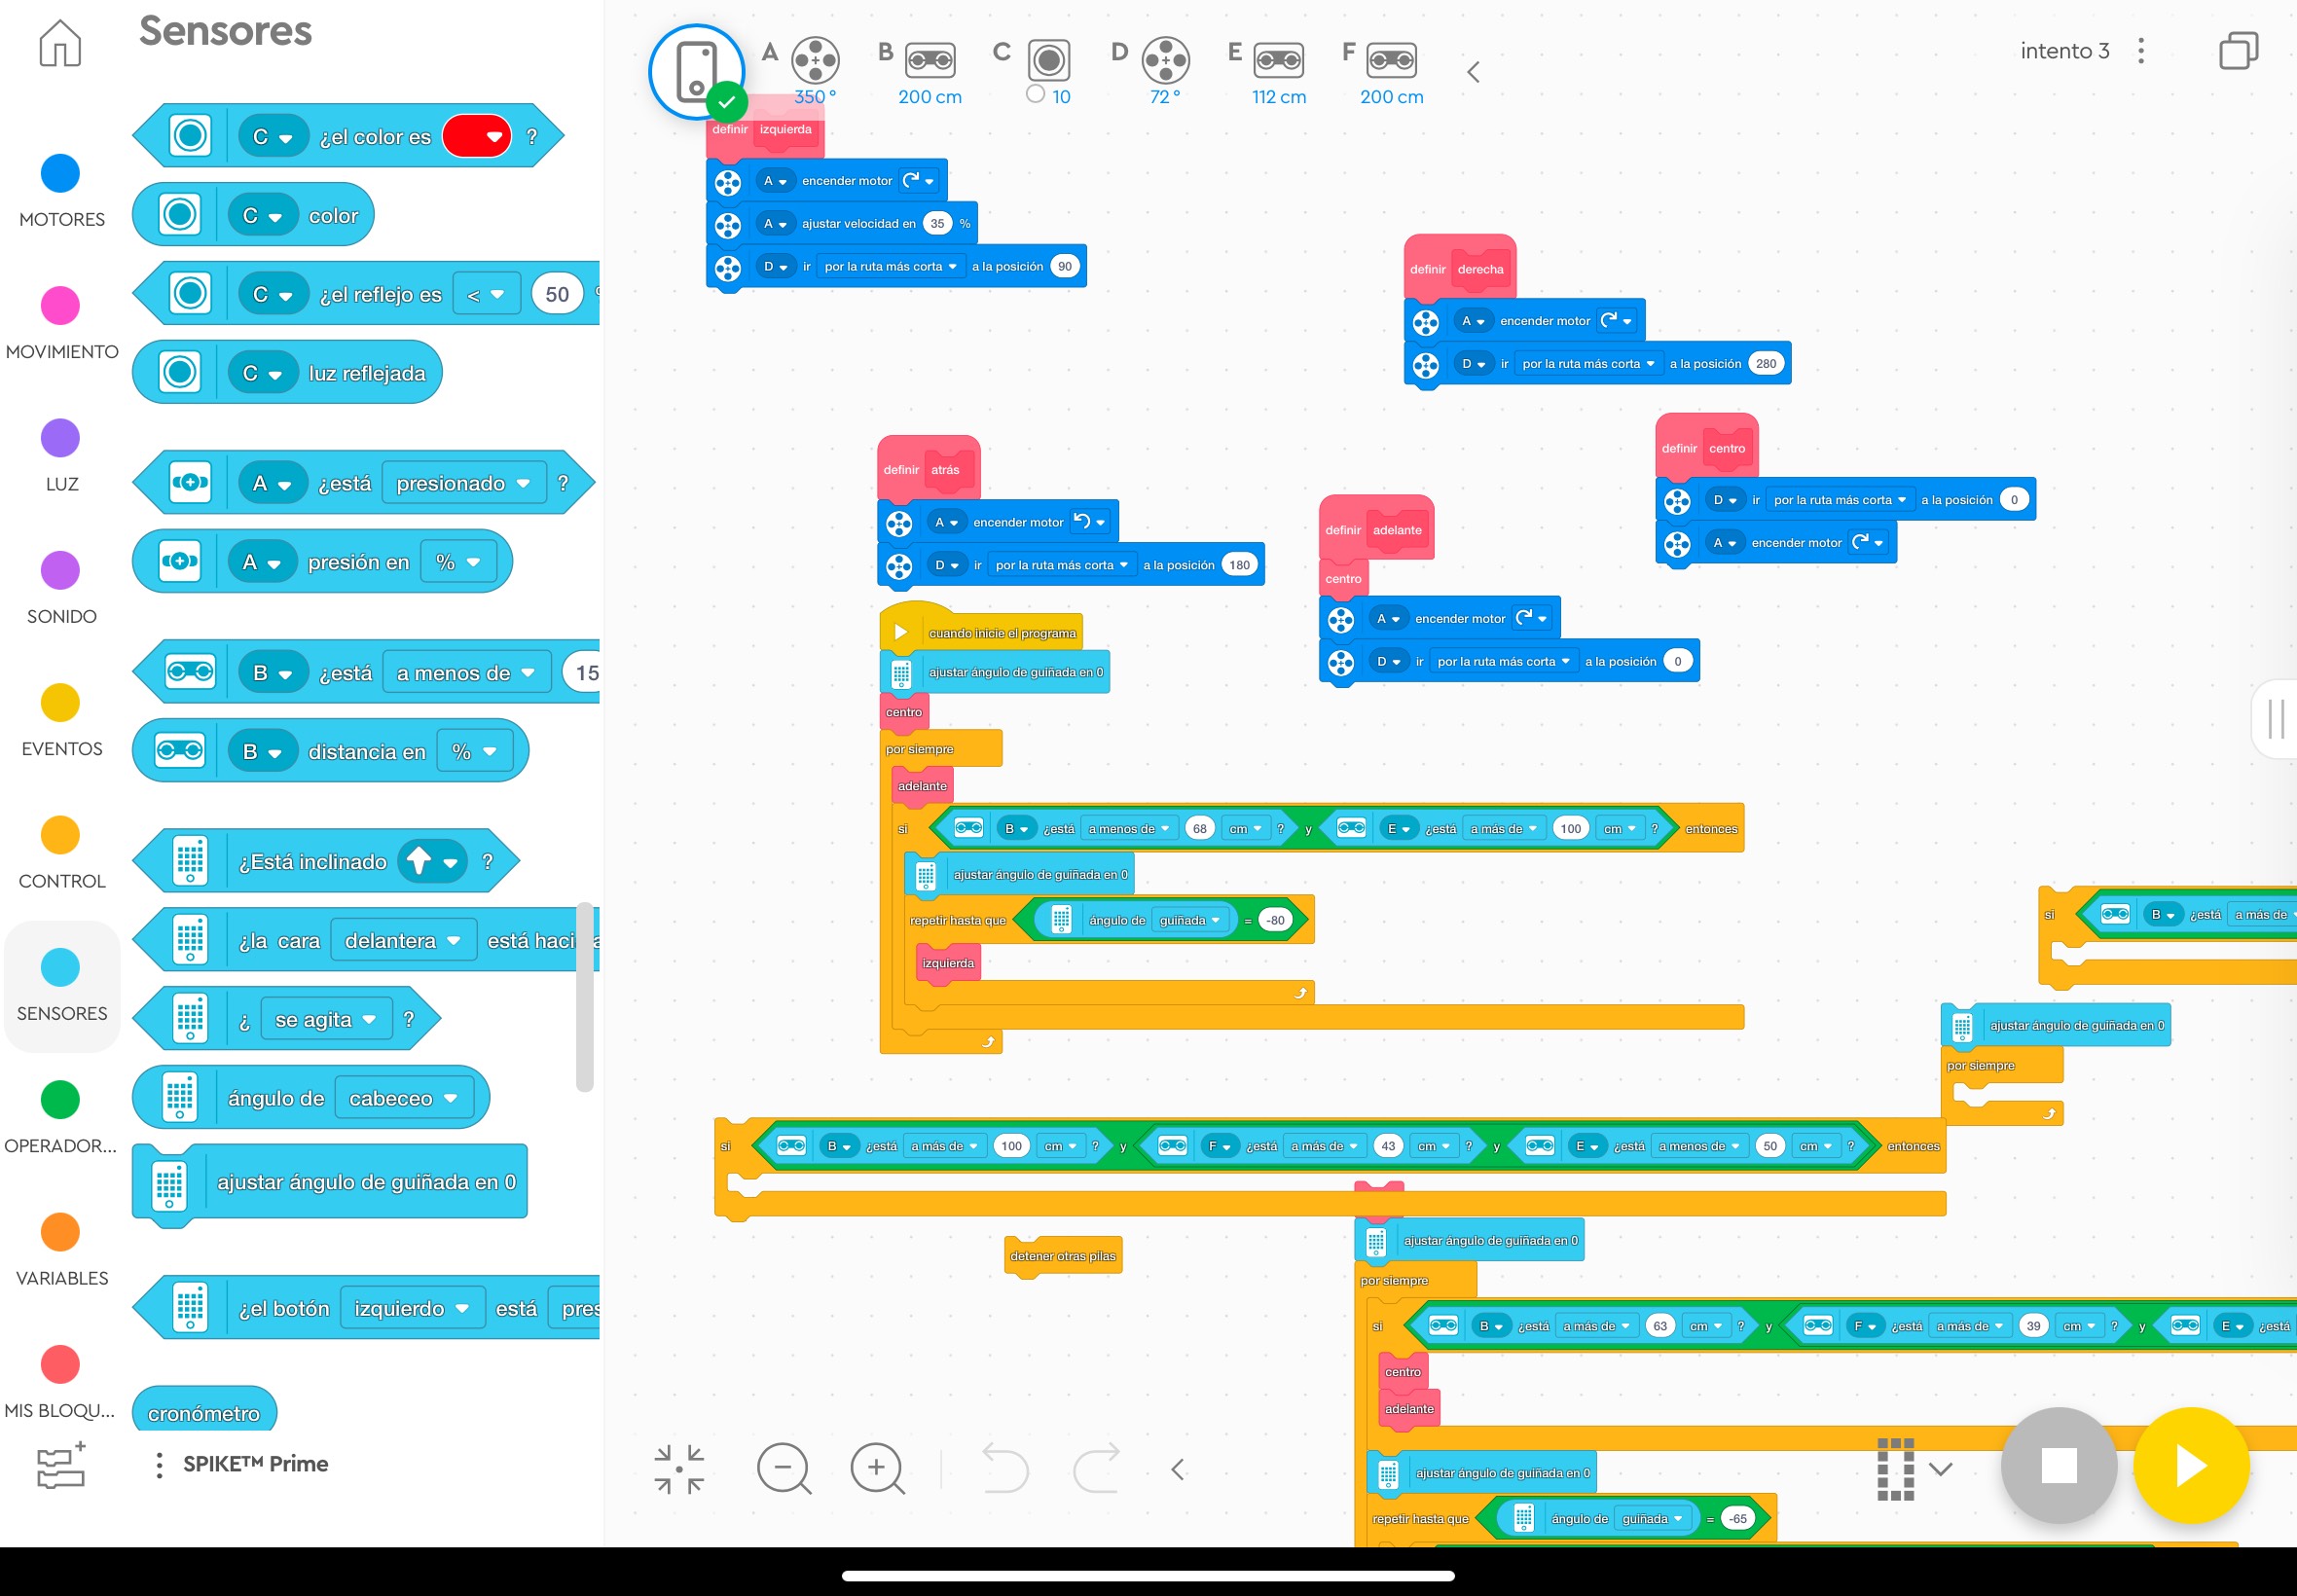 Sensores
MOTORES
MOVIMIENTO
LUZ
SONIDO
EVENTOS
CONTROL
SENSORES
OPERADOR...
VARIABLES
MIS BLOQU...
C ¿el color es ?
C color
C ¿el reflejo es < 50
C luz reflejada
A ¿está presionado ?
A presión en %
B ¿está a menos de 15
B distancia en %
¿Está inclinado ?
¿la cara delantera está hacia
¿ se agita ?
ángulo de cabeceo
ajustar ángulo de guiñada en 0
¿el botón izquierdo está pres
cronómetro
SPIKE™ Prime
A B C D E F
350 ° 200 cm 10 72 ° 112 cm 200 cm
intento 3
definir izquierda
A encender motor
A ajustar velocidad en 35 %
D ir por la ruta más corta a la posición 90
definir derecha
A encender motor
D ir por la ruta más corta a la posición 280
definir centro
D ir por la ruta más corta a la posición 0
A encender motor
definir atrás
A encender motor
D ir por la ruta más corta a la posición 180
definir adelante
centro
A encender motor
D ir por la ruta más corta a la posición 0
cuando inicie el programa
ajustar ángulo de guiñada en 0
centro
por siempre
adelante
si B ¿está a menos de 68 cm ? y E ¿está a más de 100 cm ? entonces
ajustar ángulo de guiñada en 0
repetir hasta que ángulo de guiñada = -80
izquierda
si B ¿está a más de
ajustar ángulo de guiñada en 0
por siempre
si B ¿está a más de 100 cm ? y F ¿está a más de 43 cm ? y E ¿está a menos de 50 cm ? entonces
detener otras pilas
ajustar ángulo de guiñada en 0
por siempre
si B ¿está a más de 63 cm ? y F ¿está a más de 39 cm ? y E ¿está
centro
adelante
ajustar ángulo de guiñada en 0
repetir hasta que ángulo de guiñada = -65